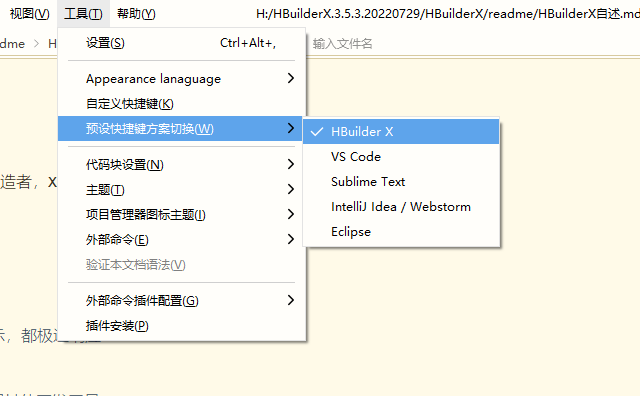 视图(V) 工具(T) 帮助(Y) H:/HBuilderX.3.5.3.20220729/HBuilderX/readme/HBuilderX自述.md
dme > H 输入文件名
设置(S) Ctrl+Alt+,
Appearance lanaguage
自定义快捷键(K)
预设快捷键方案切换(W)
HBuilder X
VS Code
Sublime Text
IntelliJ Idea / Webstorm
Eclipse
代码块设置(N)
造者，X
主题(T)
项目管理器图标主题(I)
外部命令(E)
验证本文档语法(V)
外部命令插件配置(G)
插件安装(P)
示，都极